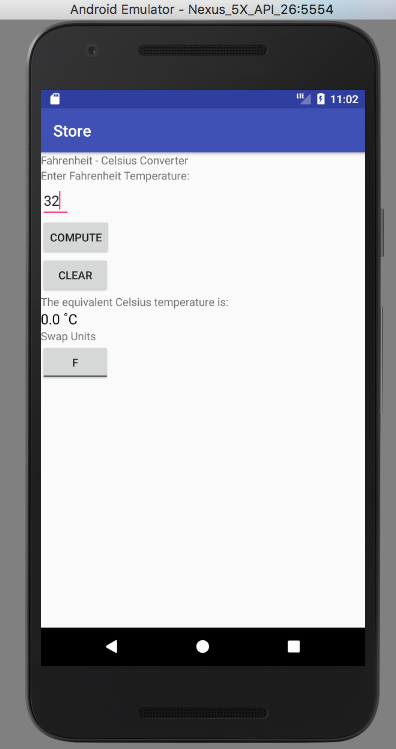 Android Emulator - Nexus_5X_API_26:5554
LTE 11:02
Store
Fahrenheit - Celsius Converter
Enter Fahrenheit Temperature:
32
COMPUTE
CLEAR
The equivalent Celsius temperature is:
0.0 °C
Swap Units
F